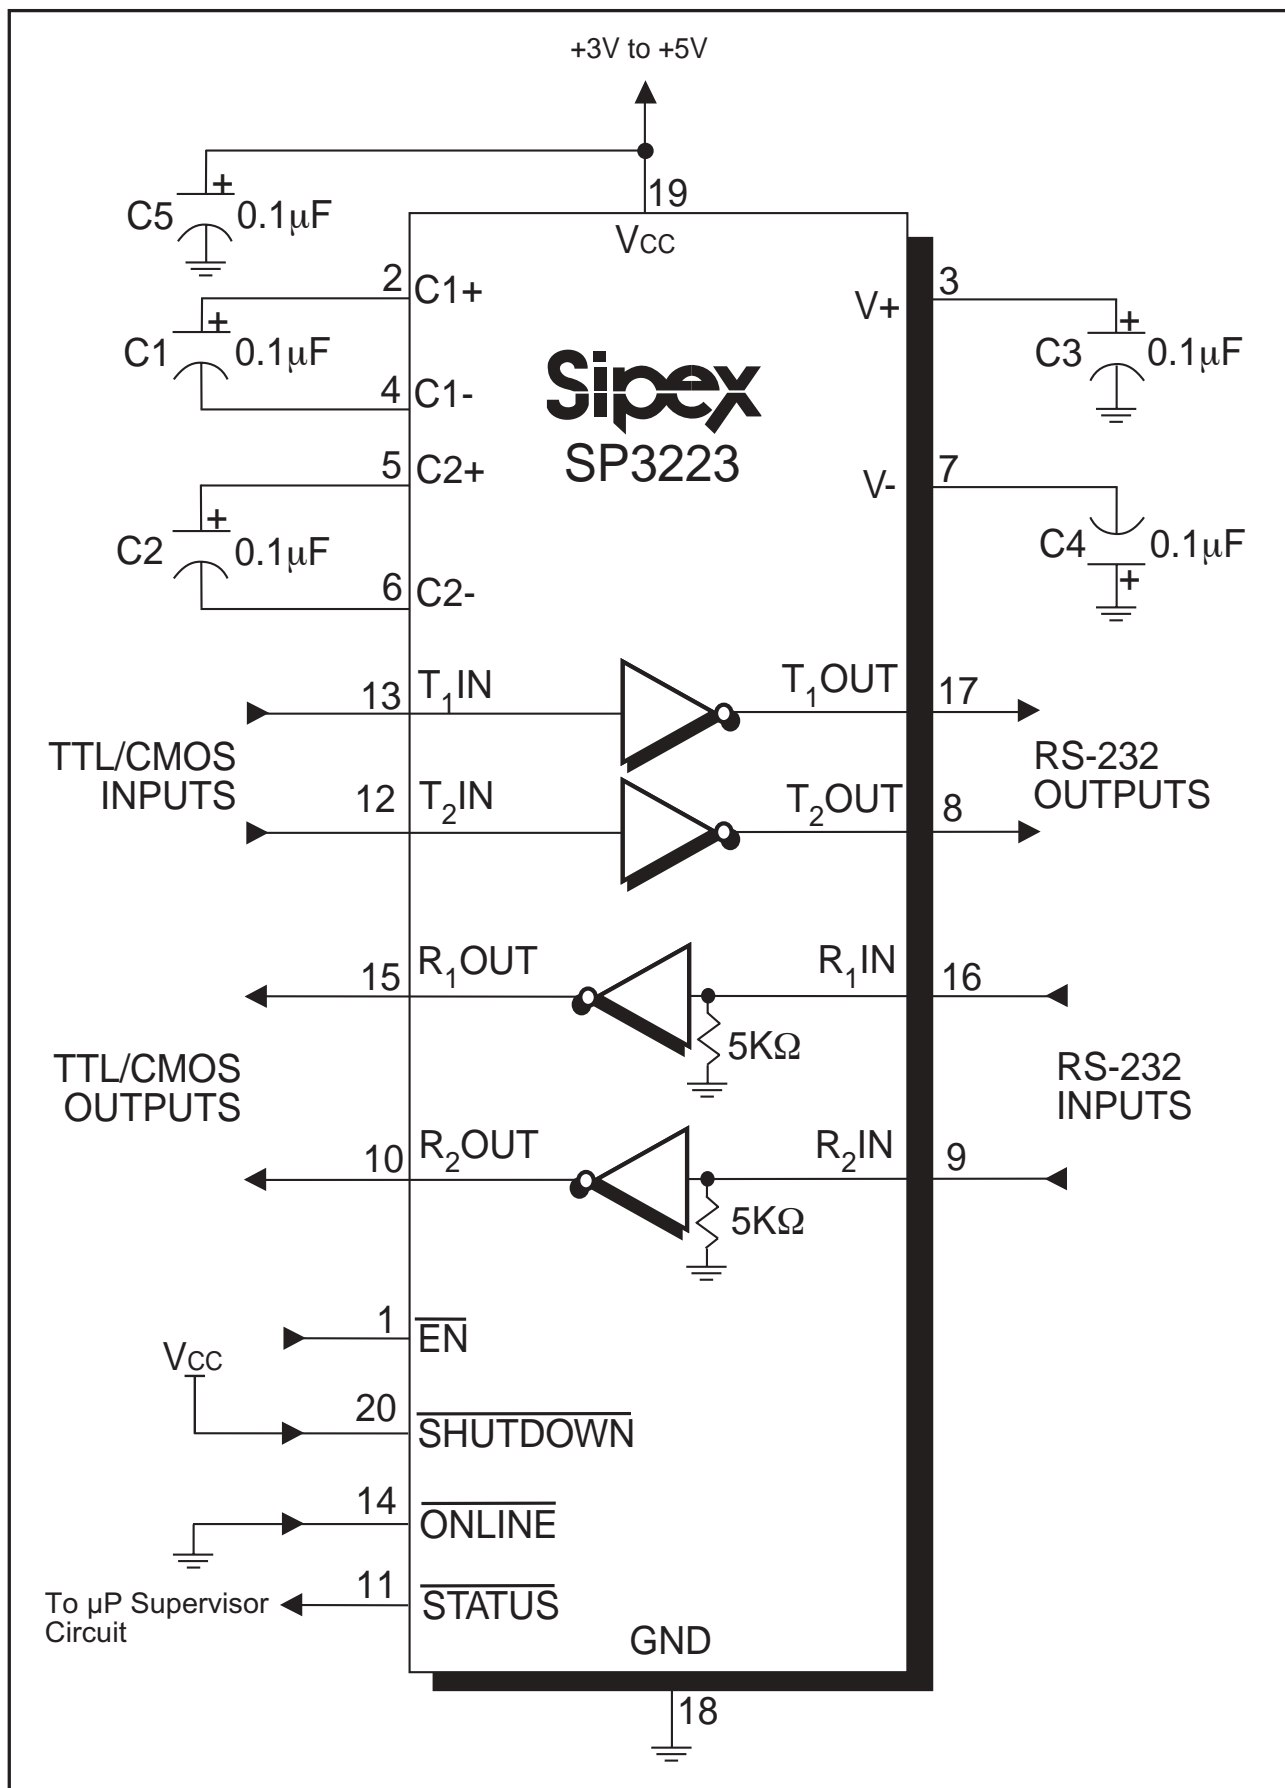 +3V to +5V
19
VCC
+
C5 0.1μF
2 C1+
+
C1 0.1μF
4 C1-
5 C2+
+
C2 0.1μF
6 C2-
V+ 3
+
C3 0.1μF
Sipex
SP3223
V- 7
C4 0.1μF
+
13 T1IN T1OUT 17
TTL/CMOS
INPUTS
RS-232
OUTPUTS
12 T2IN T2OUT 8
15 R1OUT R1IN 16
5KΩ
TTL/CMOS
OUTPUTS
RS-232
INPUTS
10 R2OUT R2IN 9
5KΩ
1 EN
VCC
20 SHUTDOWN
14 ONLINE
11 STATUS
To μP Supervisor
Circuit
GND
18